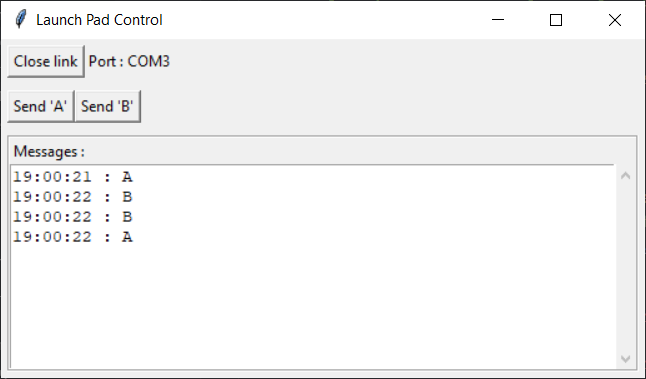 Launch Pad Control
Close link Port : COM3
Send 'A' Send 'B'
Messages :
19:00:21 : A
19:00:22 : B
19:00:22 : B
19:00:22 : A